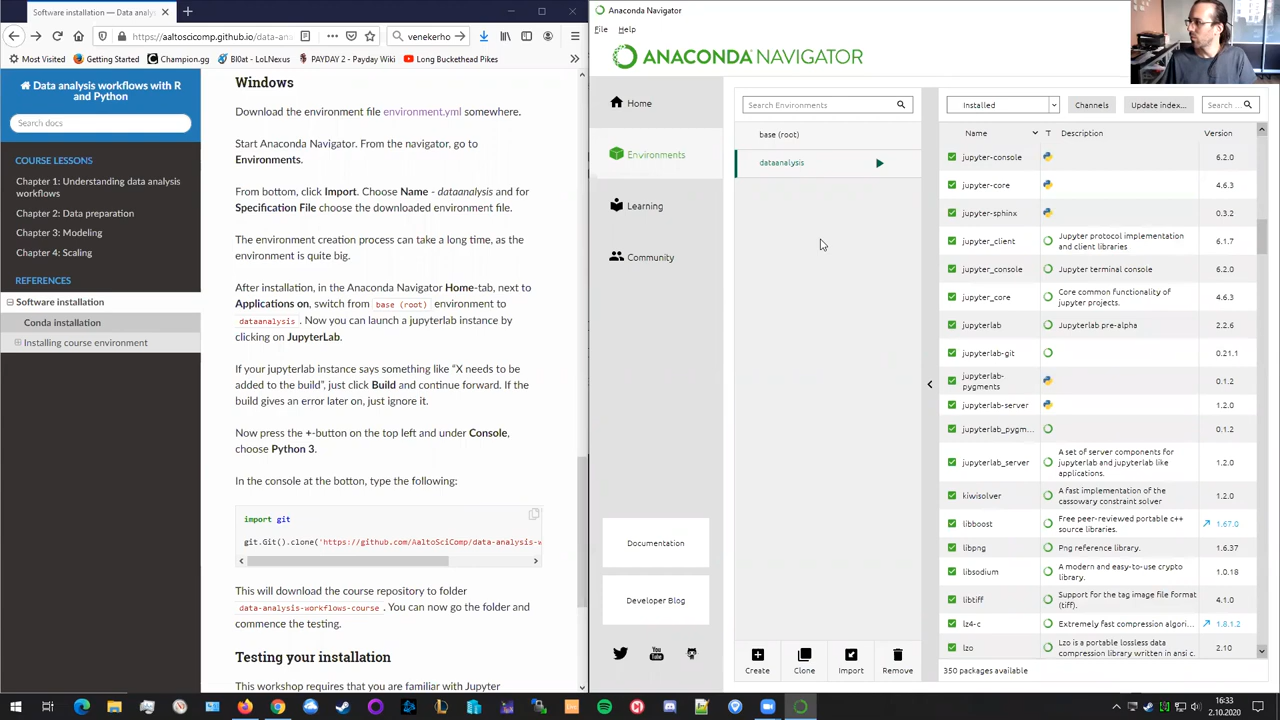 Software installation — Data analy
https://aaltoscicomp.github.io/data-an
venekerho
Most Visited
Getting Started
Champion.gg
Bl0at - LoLNexus
PAYDAY 2 - Payday Wiki
Long Buckethead Pikes
Data analysis workflows with R
and Python
Search docs
COURSE LESSONS
Chapter 1: Understanding data analysis
workflows
Chapter 2: Data preparation
Chapter 3: Modeling
Chapter 4: Scaling
REFERENCES
Software installation
Conda installation
Installing course environment
Windows
Download the environment file environment.yml somewhere.
Start Anaconda Navigator. From the navigator, go to
Environments.
From bottom, click Import. Choose Name - dataanalysis and for
Specification File choose the downloaded environment file.
The environment creation process can take a long time, as the
environment is quite big.
After installation, in the Anaconda Navigator Home-tab, next to
Applications on, switch from base (root) environment to
dataanalysis. Now you can launch a jupyterlab instance by
clicking on JupyterLab.
If your jupyterlab instance says something like “X needs to be
added to the build”, just click Build and continue forward. If the
build gives an error later on, just ignore it.
Now press the +-button on the top left and under Console,
choose Python 3.
In the console at the botton, type the following:
import git
git.Git().clone('https://github.com/AaltoSciComp/data-analysis-w
This will download the course repository to folder
data-analysis-workflows-course. You can now go the folder and
commence the testing.
Testing your installation
This workshop requires that you are familiar with Jupyter
Anaconda Navigator
File Help
ANACONDA NAVIGATOR
Home
Environments
Learning
Community
Documentation
Developer Blog
Search Environments
base (root)
dataanalysis
Create
Clone
Import
Remove
Installed
Channels
Update index...
Search ...
Name T Description Version
jupyter-console 6.2.0
jupyter-core 4.6.3
jupyter-sphinx 0.3.2
jupyter_client Jupyter protocol implementation
and client libraries 6.1.7
jupyter_console Jupyter terminal console 6.2.0
jupyter_core Core common functionality of
jupyter projects. 4.6.3
jupyterlab Jupyterlab pre-alpha 2.2.6
jupyterlab-git 0.21.1
jupyterlab-
pygments 0.1.2
jupyterlab-server 1.2.0
jupyterlab_pygm... 0.1.2
jupyterlab_server A set of server components for
jupyterlab and jupyterlab like
applications. 1.2.0
kiwisolver A fast implementation of the
cassowary constraint solver 1.2.0
libboost Free peer-reviewed portable c++
source libraries. 1.67.0
libpng Png reference library. 1.6.37
libsodium A modern and easy-to-use crypto
library. 1.0.18
libtiff Support for the tag image file format
(tiff). 4.1.0
lz4-c Extremely fast compression algori... 1.8.1.2
lzo Lzo is a portable lossless data
compression library written in ansi c. 2.10
350 packages available
16:33
2.10.2020